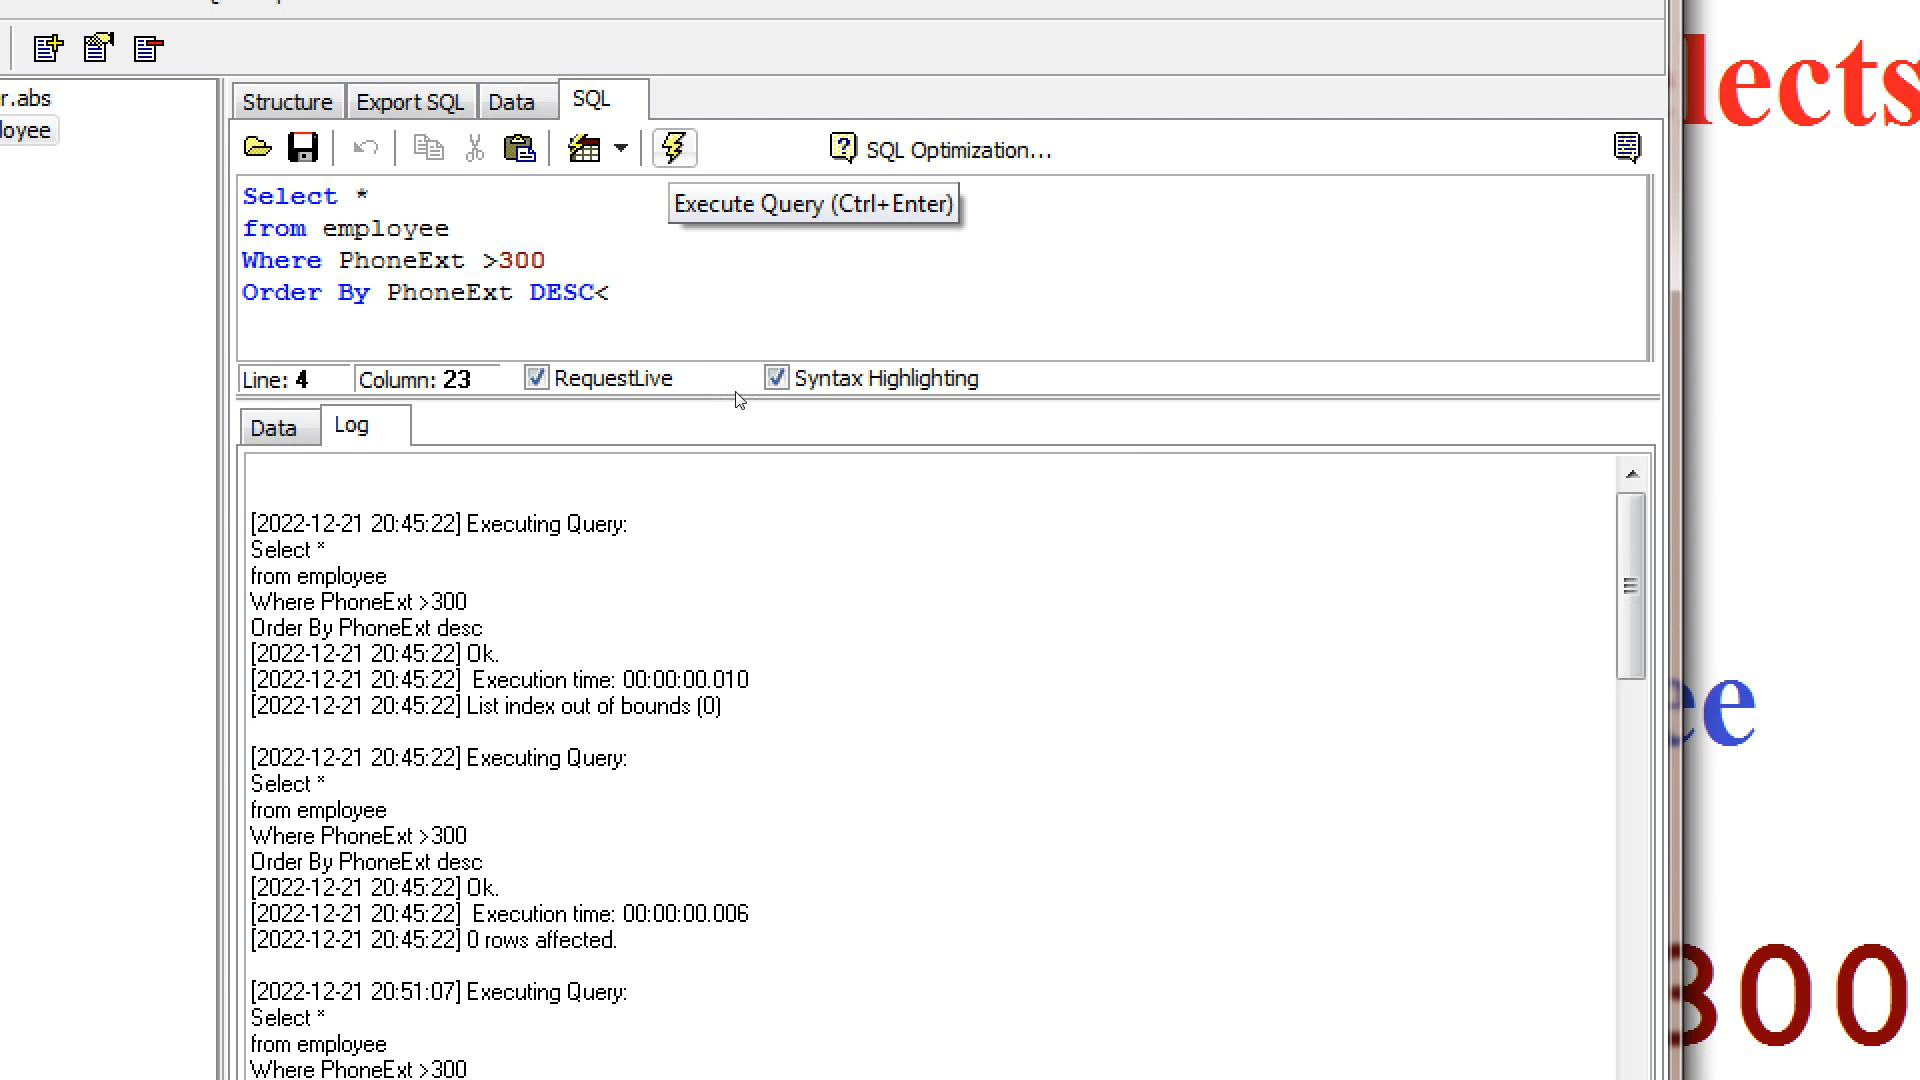 r.abs
loyee
Structure
Export SQL
Data
SQL
SQL Optimization...
Execute Query (Ctrl+Enter)
Select *
from employee
Where PhoneExt >300
Order By PhoneExt DESC<
Line: 4
Column: 23
RequestLive
Syntax Highlighting
Data
Log
[2022-12-21 20:45:22] Executing Query:
Select *
from employee
Where PhoneExt >300
Order By PhoneExt desc
[2022-12-21 20:45:22] Ok.
[2022-12-21 20:45:22]  Execution time: 00:00:00.010
[2022-12-21 20:45:22] List index out of bounds (0)
[2022-12-21 20:45:22] Executing Query:
Select *
from employee
Where PhoneExt >300
Order By PhoneExt desc
[2022-12-21 20:45:22] Ok.
[2022-12-21 20:45:22]  Execution time: 00:00:00.006
[2022-12-21 20:45:22] 0 rows affected.
[2022-12-21 20:51:07] Executing Query:
Select *
from employee
Where PhoneExt >300
lects
ee
300